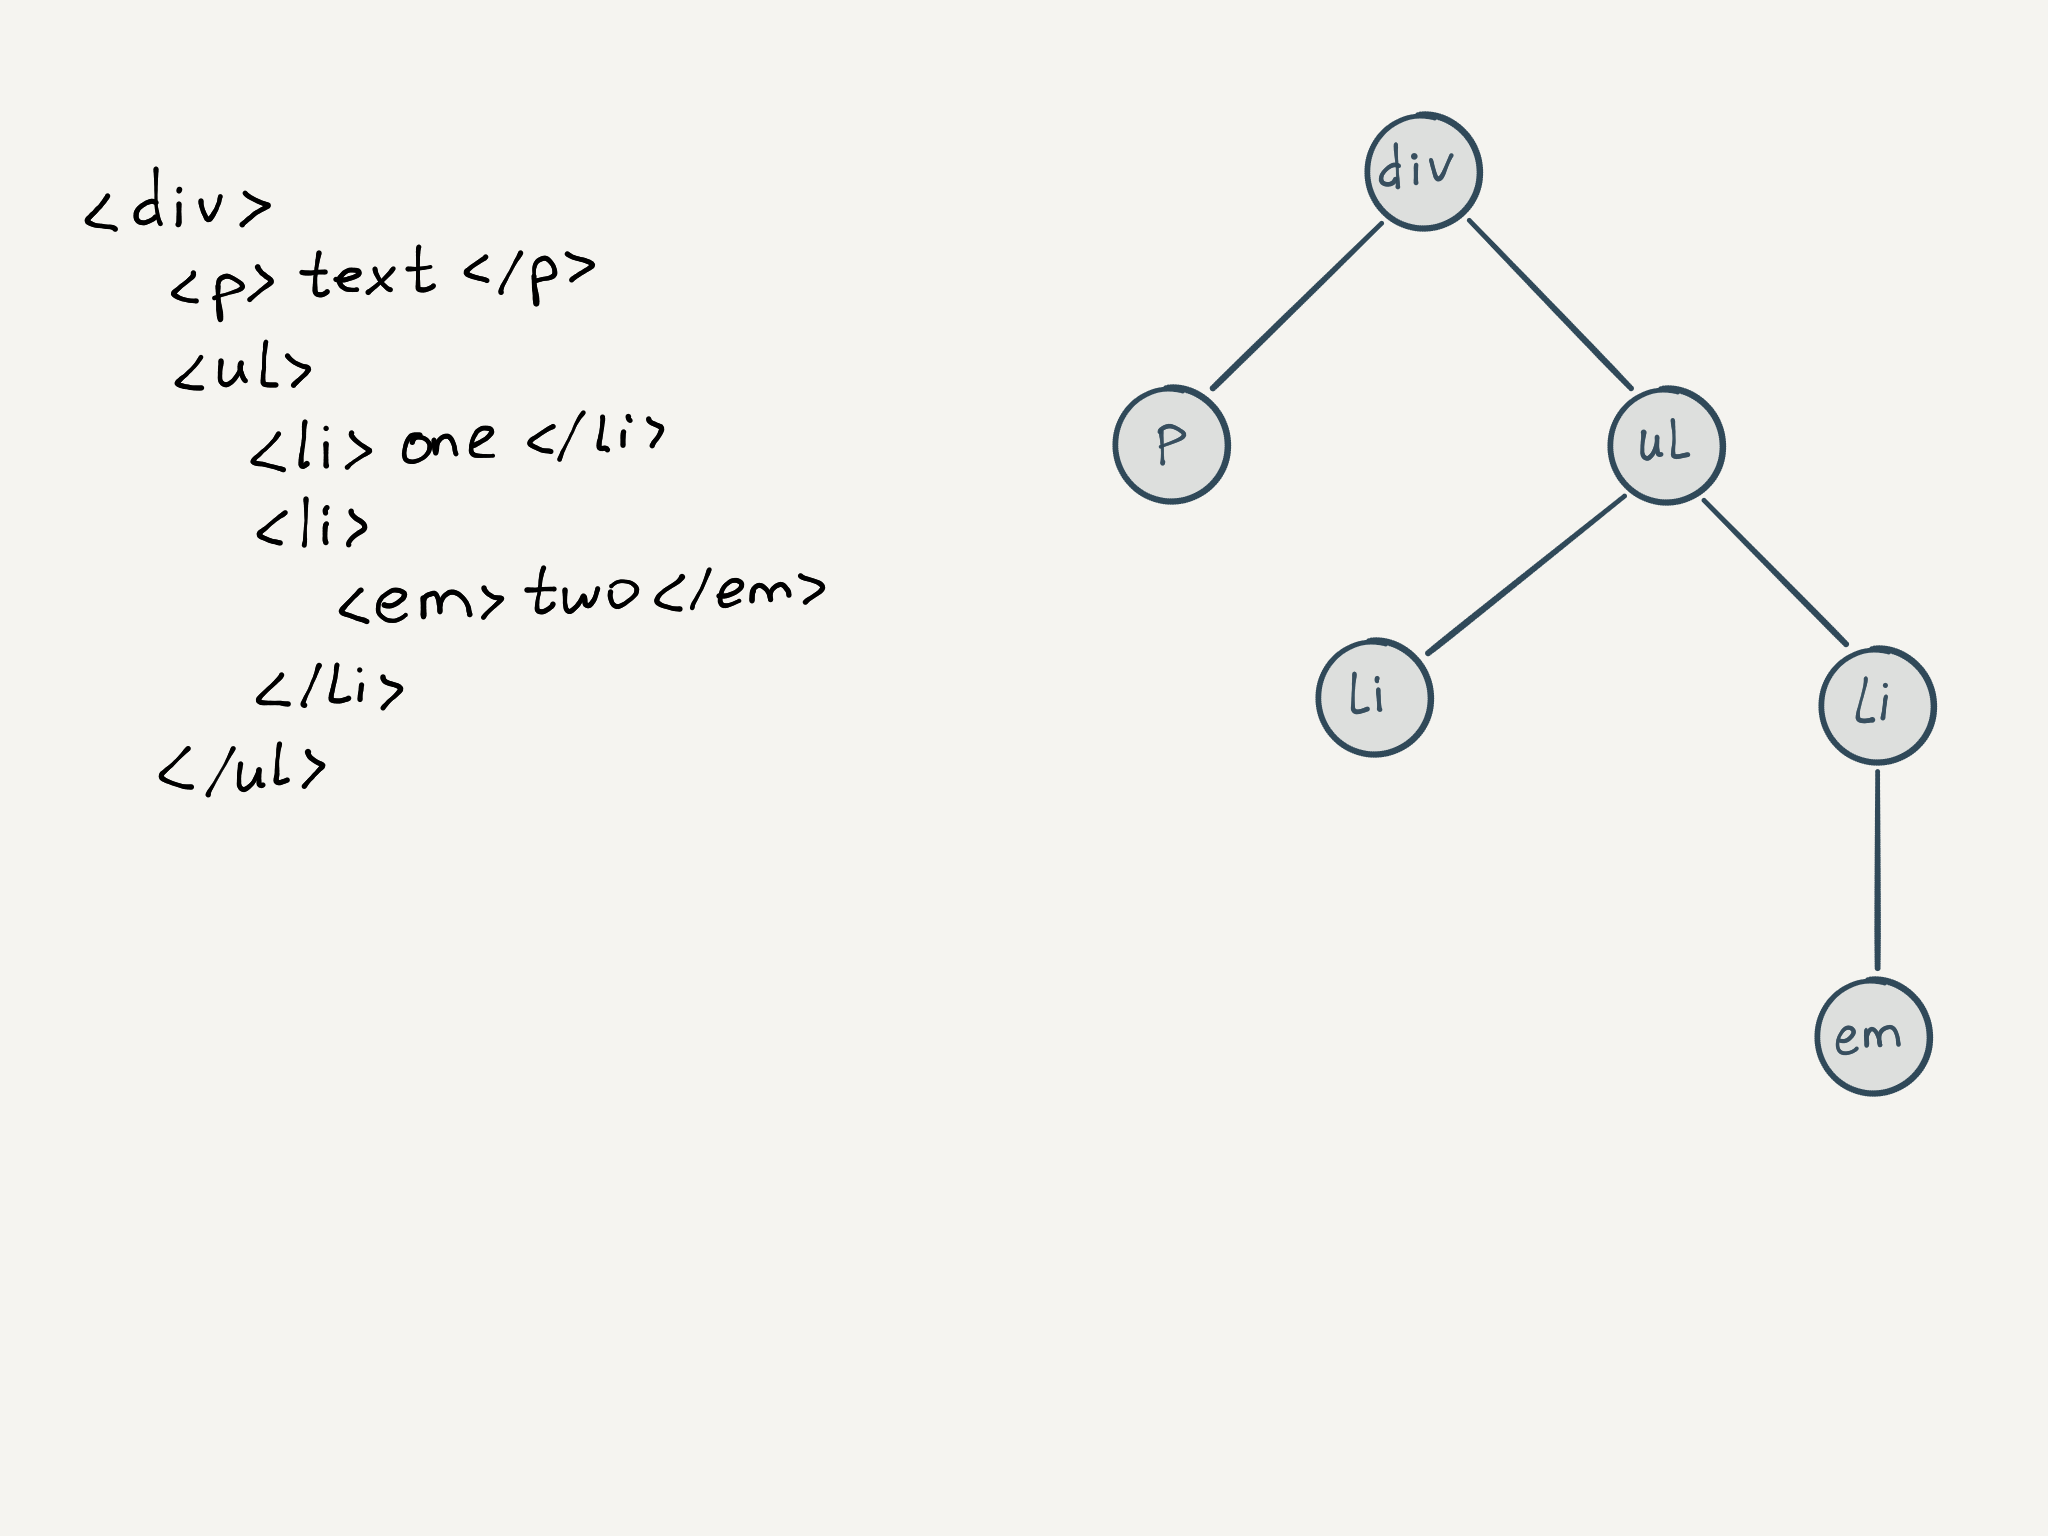 <div>
<p> text </p>
<ul>
<li> one </li>
<li>
<em> two </em>
</li>
</ul>
div
p
ul
li
li
em